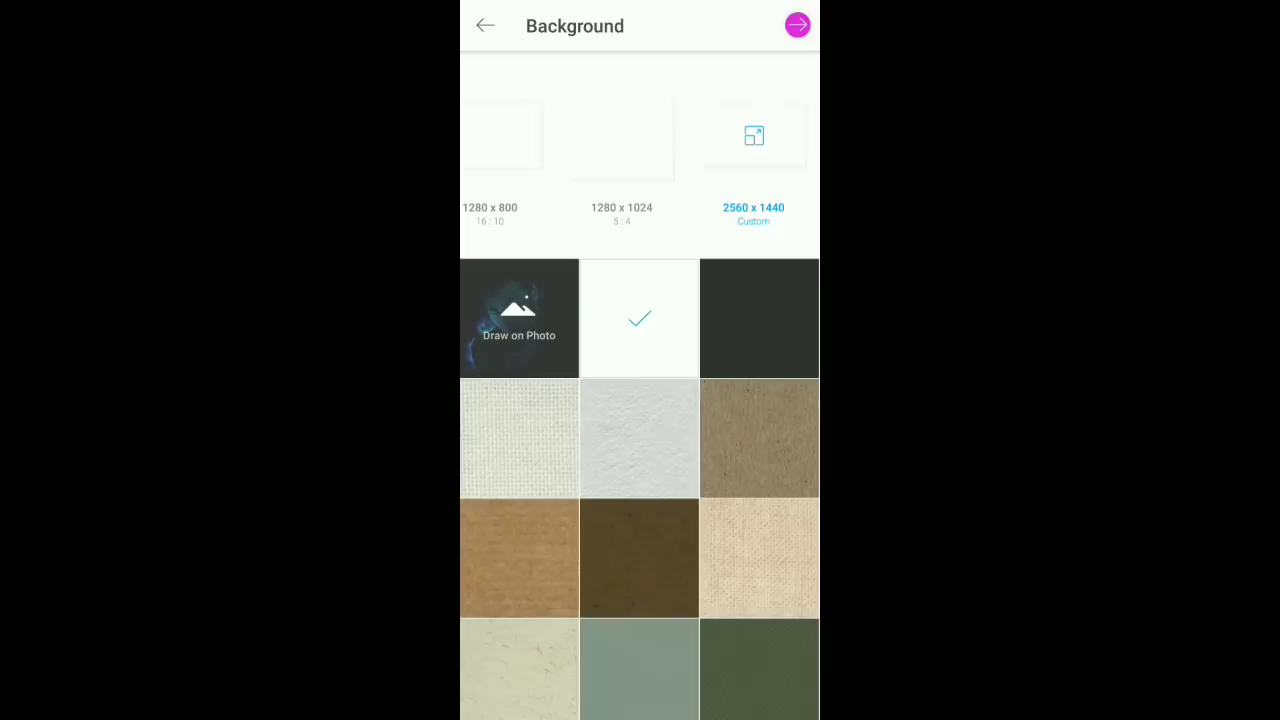 Background
1280 x 800
16 : 10
1280 x 1024
5 : 4
2560 x 1440
Custom
Draw on Photo